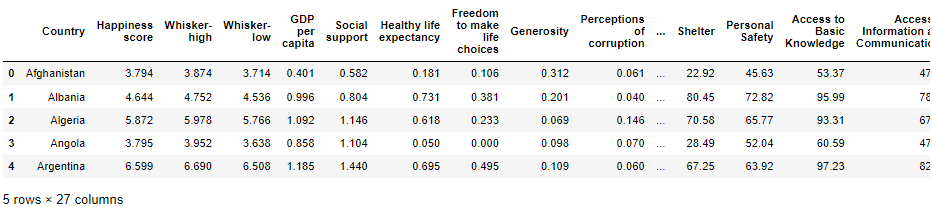 Country Happiness score Whisker-high Whisker-low GDP per capita Social support Healthy life expectancy Freedom to make life choices Generosity Perceptions of corruption ... Shelter Personal Safety Access to Basic Knowledge Acces Information a Communicatio
0 Afghanistan 3.794 3.874 3.714 0.401 0.582 0.181 0.106 0.312 0.061 ... 22.92 45.63 53.37 47
1 Albania 4.644 4.752 4.536 0.996 0.804 0.731 0.381 0.201 0.040 ... 80.45 72.82 95.99 78
2 Algeria 5.872 5.978 5.766 1.092 1.146 0.618 0.233 0.069 0.146 ... 70.58 65.77 93.31 67
3 Angola 3.795 3.952 3.638 0.858 1.104 0.050 0.000 0.098 0.070 ... 28.49 52.04 60.59 47
4 Argentina 6.599 6.690 6.508 1.185 1.440 0.695 0.495 0.109 0.060 ... 67.25 63.92 97.23 82
5 rows × 27 columns